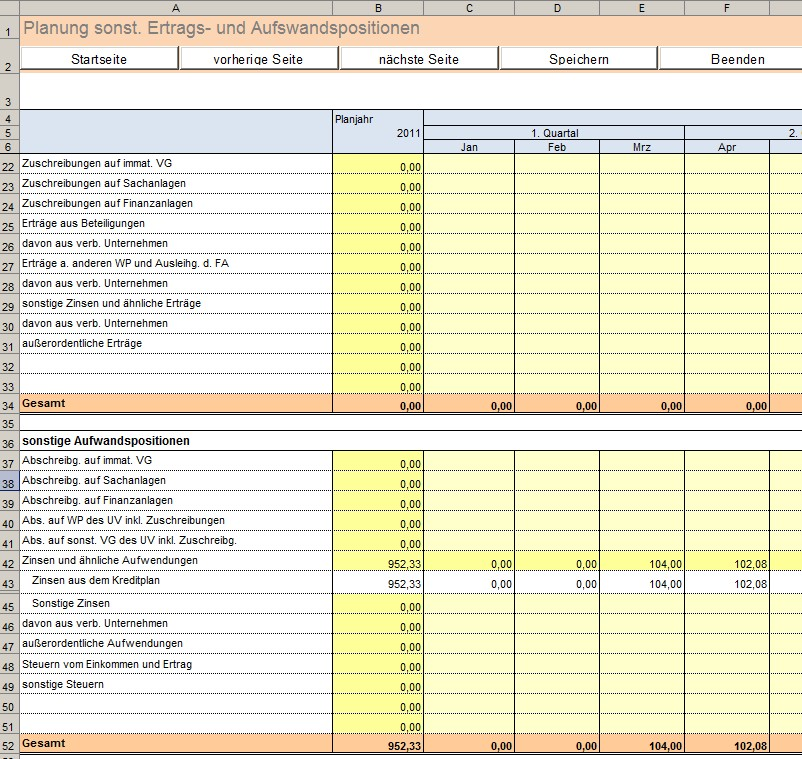 A B C D E F
1 Planung sonst. Ertrags- und Aufswandspositionen
2 Startseite vorherige Seite nächste Seite Speichern Beenden
3
4 Planjahr
5 2011 1. Quartal 2.
6 Jan Feb Mrz Apr
22 Zuschreibungen auf immat. VG 0,00
23 Zuschreibungen auf Sachanlagen 0,00
24 Zuschreibungen auf Finanzanlagen 0,00
25 Erträge aus Beteiligungen 0,00
26 davon aus verb. Unternehmen 0,00
27 Erträge a. anderen WP und Ausleihg. d. FA 0,00
28 davon aus verb. Unternehmen 0,00
29 sonstige Zinsen und ähnliche Erträge 0,00
30 davon aus verb. Unternehmen 0,00
31 außerordentliche Erträge 0,00
32 0,00
33 0,00
34 Gesamt 0,00 0,00 0,00 0,00 0,00
35
36 sonstige Aufwandspositionen
37 Abschreibg. auf immat. VG 0,00
38 Abschreibg. auf Sachanlagen 0,00
39 Abschreibg. auf Finanzanlagen 0,00
40 Abs. auf WP des UV inkl. Zuschreibungen 0,00
41 Abs. auf sonst. VG des UV inkl. Zuschreibg. 0,00
42 Zinsen und ähnliche Aufwendungen 952,33 0,00 0,00 104,00 102,08
43 Zinsen aus dem Kreditplan 952,33 0,00 0,00 104,00 102,08
45 Sonstige Zinsen 0,00
46 davon aus verb. Unternehmen 0,00
47 außerordentliche Aufwendungen 0,00
48 Steuern vom Einkommen und Ertrag 0,00
49 sonstige Steuern 0,00
50 0,00
51 0,00
52 Gesamt 952,33 0,00 0,00 104,00 102,08